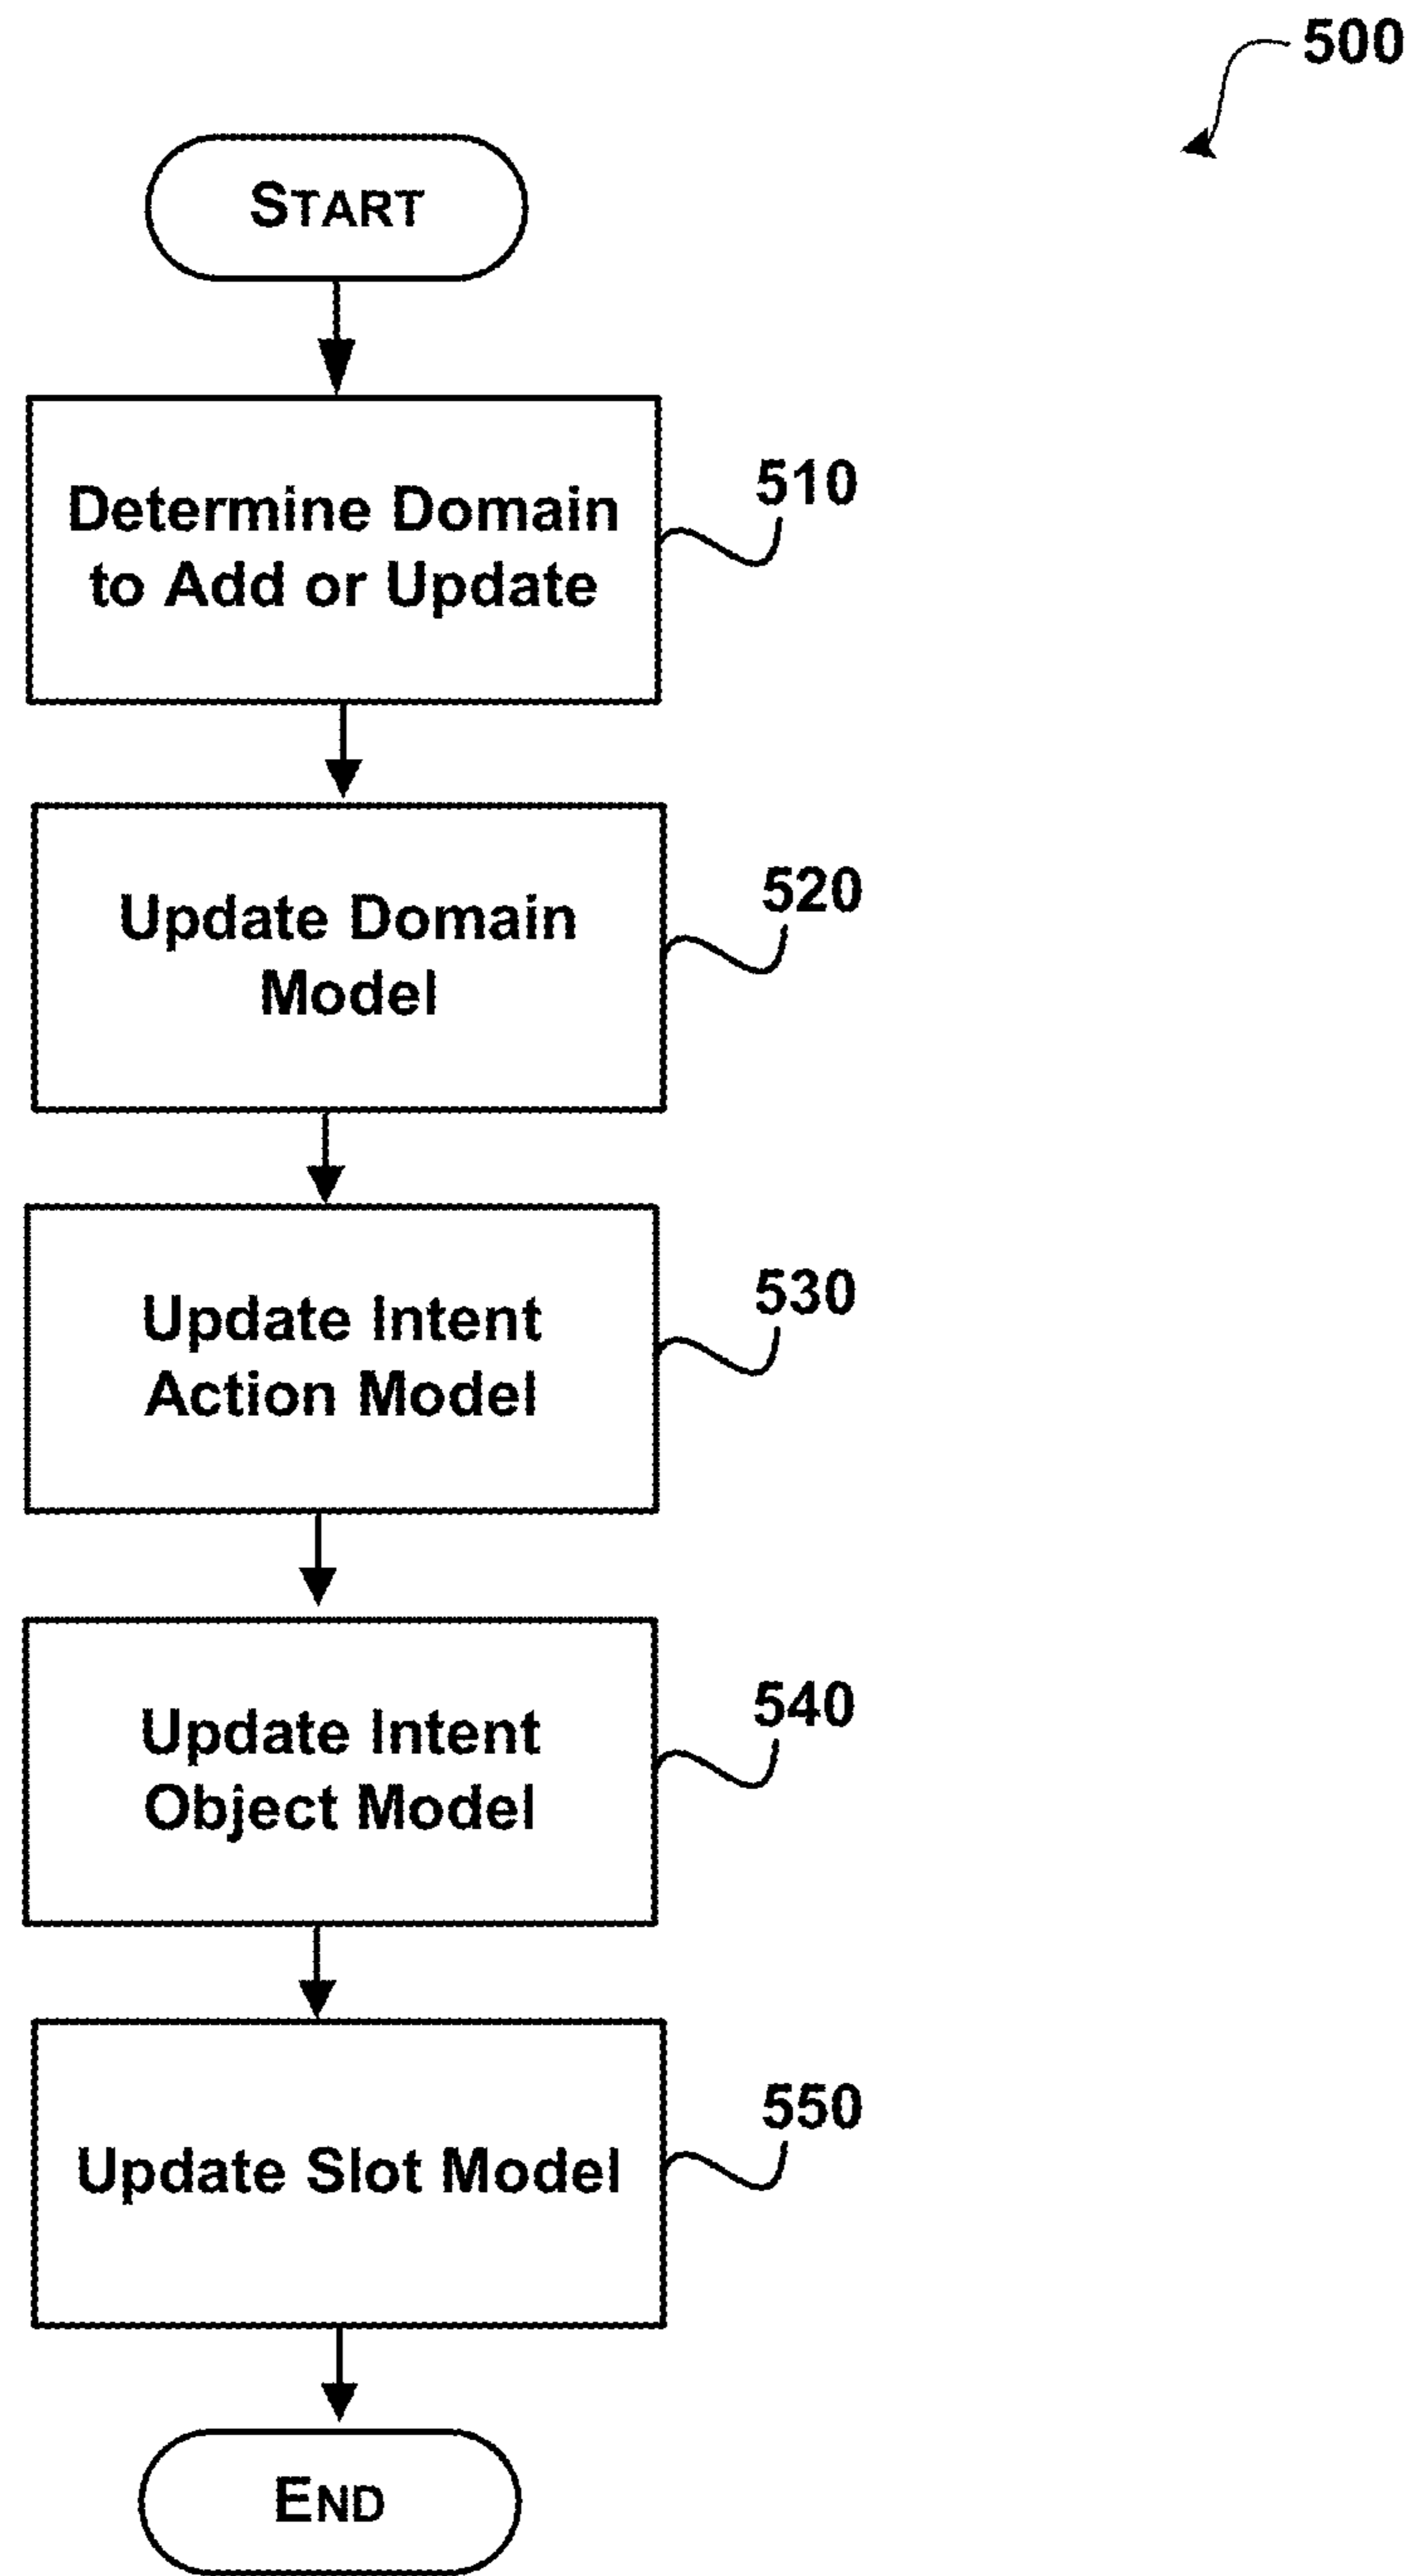 500
START
Determine Domain
to Add or Update
510
Update Domain
Model
520
Update Intent
Action Model
530
Update Intent
Object Model
540
Update Slot Model
550
END